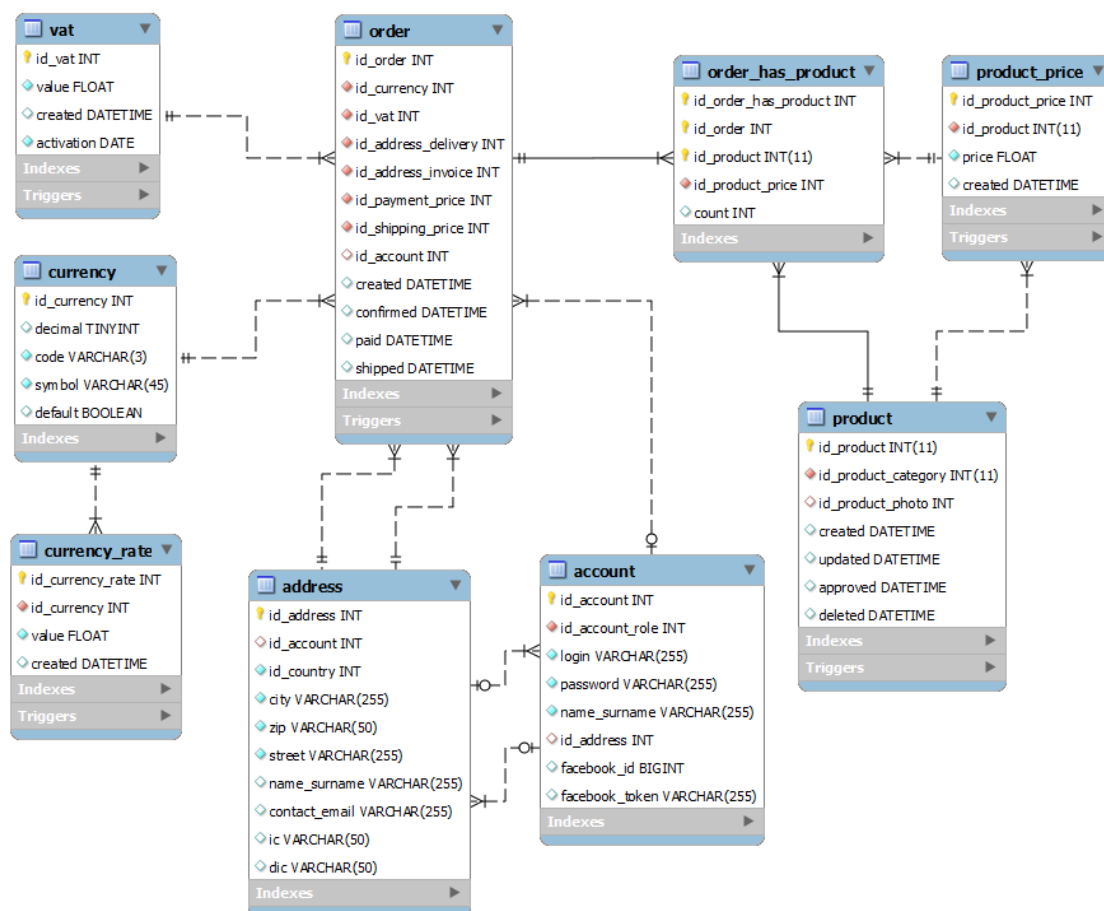 vat
id_vat INT
value FLOAT
created DATETIME
activation DATE
Indexes
Triggers
order
id_order INT
id_currency INT
id_vat INT
id_address_delivery INT
id_address_invoice INT
id_payment_price INT
id_shipping_price INT
id_account INT
created DATETIME
confirmed DATETIME
paid DATETIME
shipped DATETIME
Indexes
Triggers
order_has_product
id_order_has_product INT
id_order INT
id_product INT(11)
id_product_price INT
count INT
Indexes
product_price
id_product_price INT
id_product INT(11)
price FLOAT
created DATETIME
Indexes
Triggers
currency
id_currency INT
decimal TINYINT
code VARCHAR(3)
symbol VARCHAR(45)
default BOOLEAN
Indexes
product
id_product INT(11)
id_product_category INT(11)
id_product_photo INT
created DATETIME
updated DATETIME
approved DATETIME
deleted DATETIME
Indexes
Triggers
currency_rate
id_currency_rate INT
id_currency INT
value FLOAT
created DATETIME
Indexes
Triggers
address
id_address INT
id_account INT
id_country INT
city VARCHAR(255)
zip VARCHAR(50)
street VARCHAR(255)
name_surname VARCHAR(255)
contact_email VARCHAR(255)
ic VARCHAR(50)
dic VARCHAR(50)
Indexes
account
id_account INT
id_account_role INT
login VARCHAR(255)
password VARCHAR(255)
name_surname VARCHAR(255)
id_address INT
facebook_id BIGINT
facebook_token VARCHAR(255)
Indexes